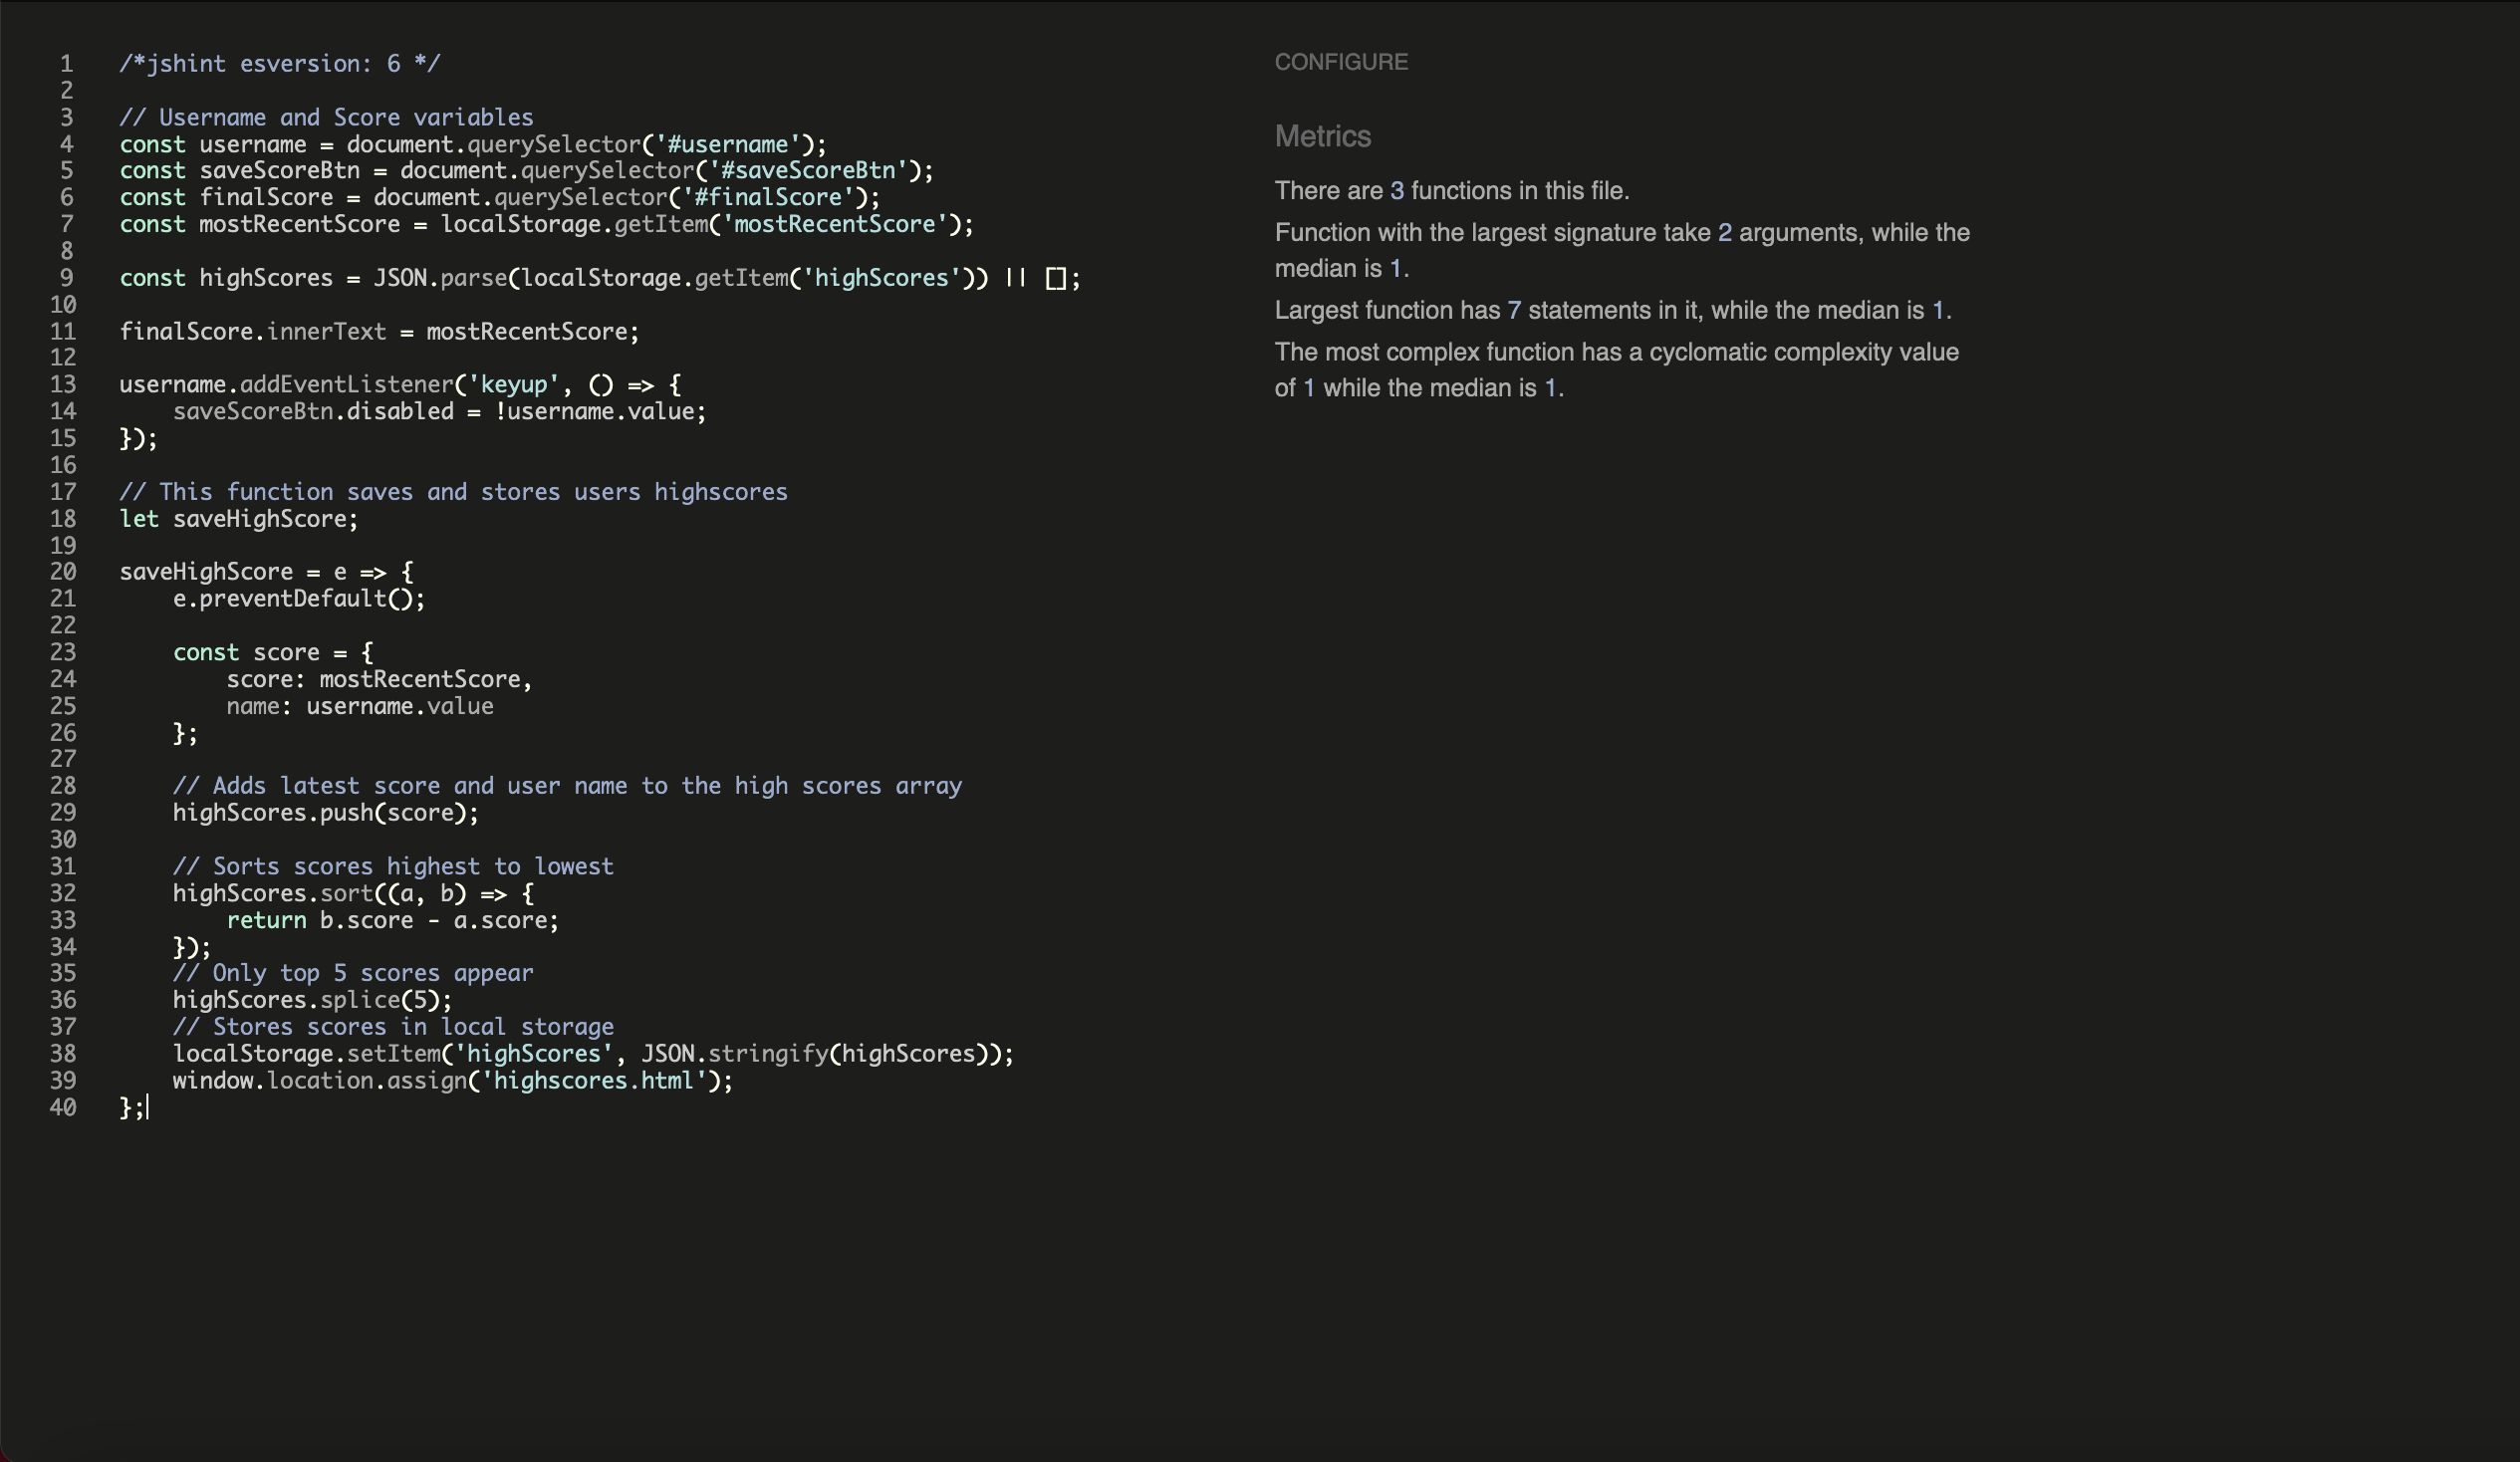 1 /*jshint esversion: 6 */
2
3 // Username and Score variables
4 const username = document.querySelector('#username');
5 const saveScoreBtn = document.querySelector('#saveScoreBtn');
6 const finalScore = document.querySelector('#finalScore');
7 const mostRecentScore = localStorage.getItem('mostRecentScore');
8
9 const highScores = JSON.parse(localStorage.getItem('highScores')) || [];
10
11 finalScore.innerText = mostRecentScore;
12
13 username.addEventListener('keyup', () => {
14     saveScoreBtn.disabled = !username.value;
15 });
16
17 // This function saves and stores users highscores
18 let saveHighScore;
19
20 saveHighScore = e => {
21     e.preventDefault();
22
23     const score = {
24         score: mostRecentScore,
25         name: username.value
26     };
27
28     // Adds latest score and user name to the high scores array
29     highScores.push(score);
30
31     // Sorts scores highest to lowest
32     highScores.sort((a, b) => {
33         return b.score - a.score;
34     });
35     // Only top 5 scores appear
36     highScores.splice(5);
37     // Stores scores in local storage
38     localStorage.setItem('highScores', JSON.stringify(highScores));
39     window.location.assign('highscores.html');
40 };
CONFIGURE
Metrics
There are 3 functions in this file.
Function with the largest signature take 2 arguments, while the
median is 1.
Largest function has 7 statements in it, while the median is 1.
The most complex function has a cyclomatic complexity value
of 1 while the median is 1.